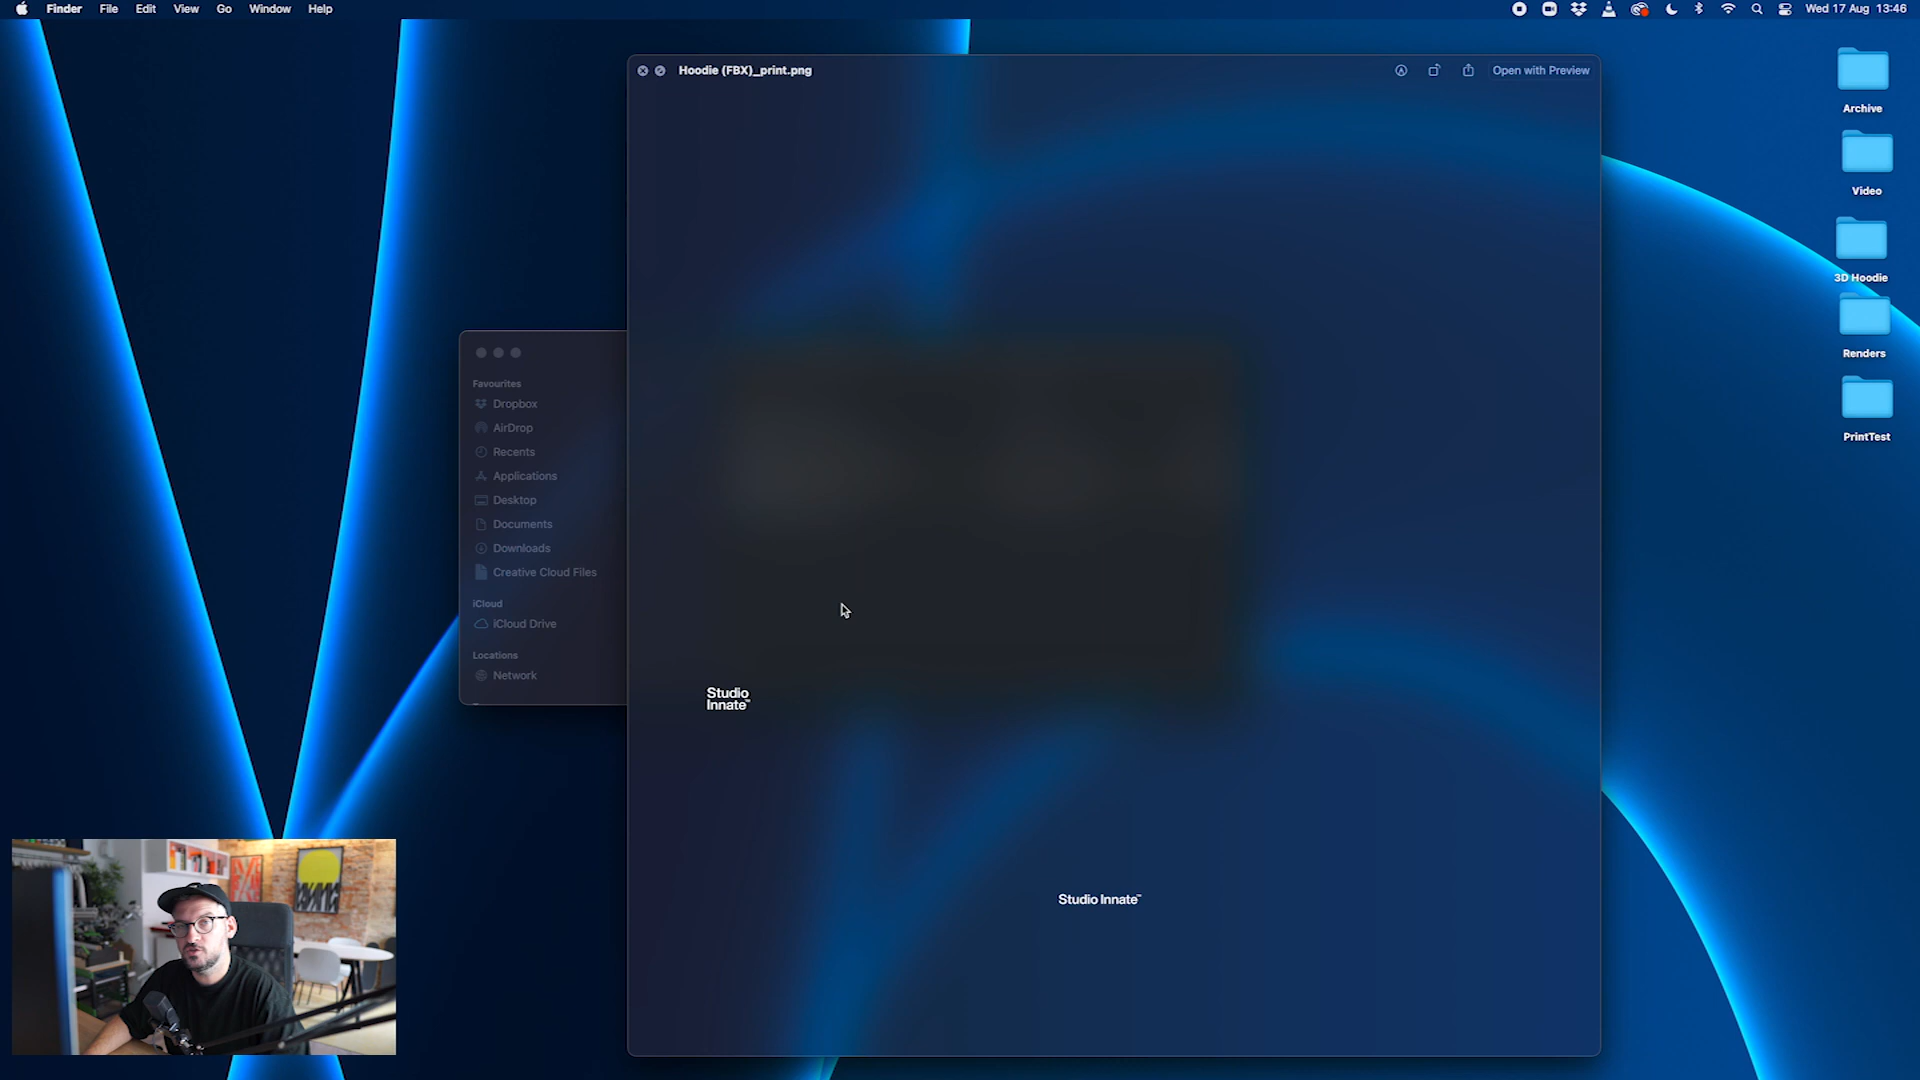 Finder File Edit View Go Window Help
Wed 17 Aug 13:46
Hoodie (FBX)_print.png
Open with Preview
Archive
Video
3D Hoodie
Renders
PrintTest
Favourites
Dropbox
AirDrop
Recents
Applications
Desktop
Documents
Downloads
Creative Cloud Files
iCloud
iCloud Drive
Locations
Network
Studio
Innate™
Studio Innate™